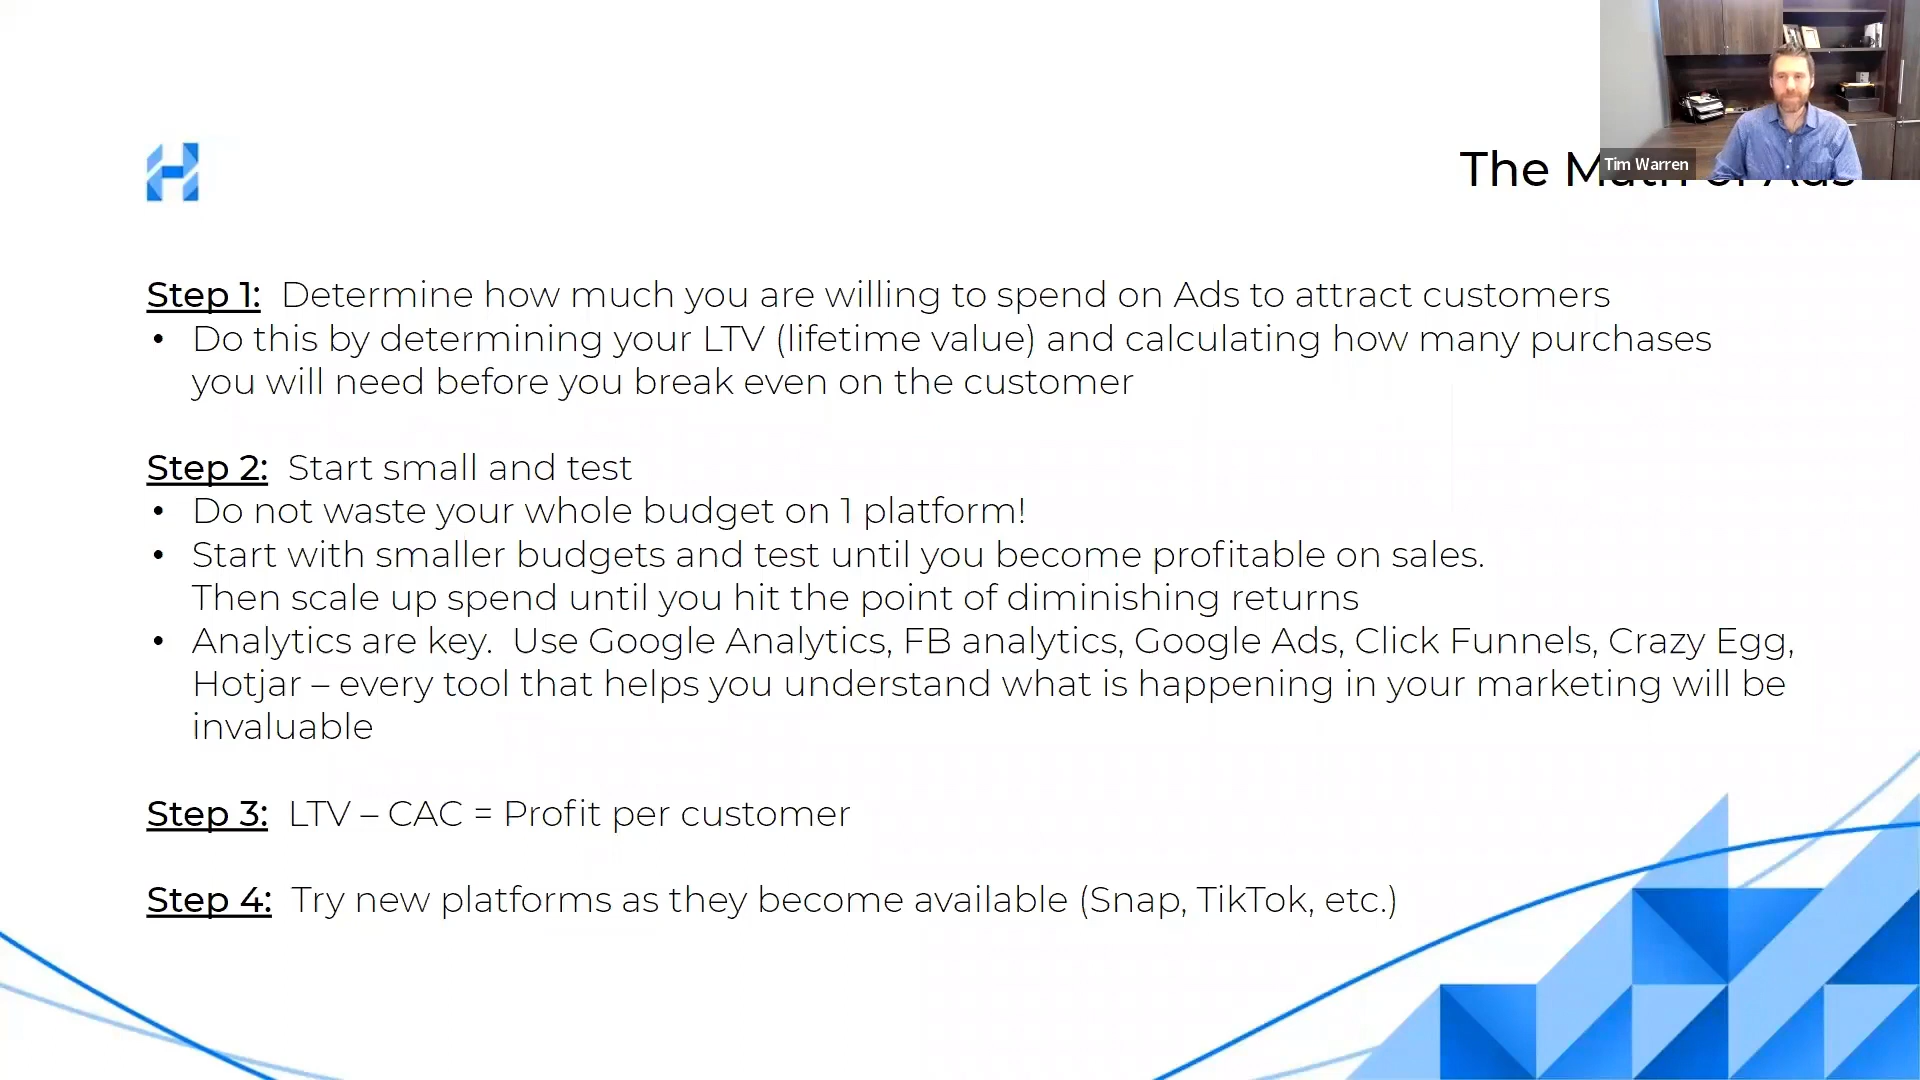 Tim Warren
The Math of Ads
Step 1: Determine how much you are willing to spend on Ads to attract customers
• Do this by determining your LTV (lifetime value) and calculating how many purchases
you will need before you break even on the customer
Step 2: Start small and test
• Do not waste your whole budget on 1 platform!
• Start with smaller budgets and test until you become profitable on sales.
Then scale up spend until you hit the point of diminishing returns
• Analytics are key. Use Google Analytics, FB analytics, Google Ads, Click Funnels, Crazy Egg,
Hotjar – every tool that helps you understand what is happening in your marketing will be
invaluable
Step 3: LTV – CAC = Profit per customer
Step 4: Try new platforms as they become available (Snap, TikTok, etc.)